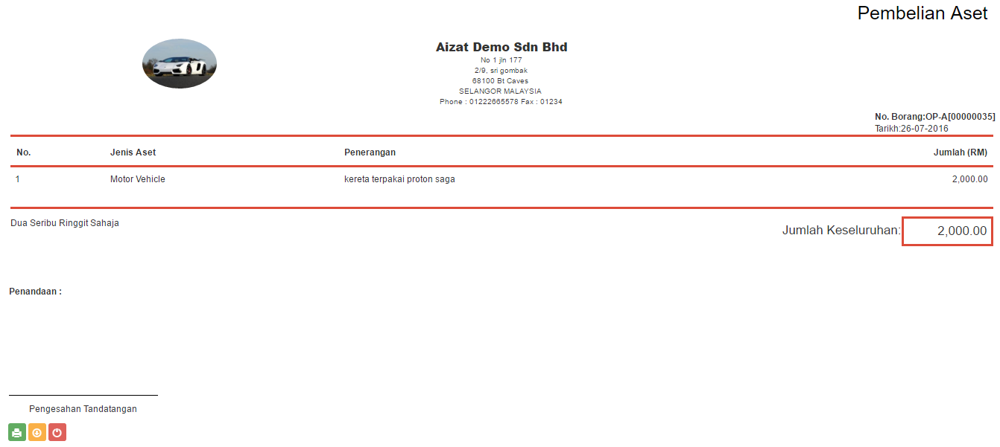 Pembelian Aset
Aizat Demo Sdn Bhd
No 1 jln 177
2/9, sri gombak
68100 Bt Caves
SELANGOR MALAYSIA
Phone : 01222665578 Fax : 01234
No. Borang:OP-A[00000035]
Tarikh:26-07-2016
No. Jenis Aset Penerangan Jumlah (RM)
1 Motor Vehicle kereta terpakai proton saga 2,000.00
Dua Seribu Ringgit Sahaja
Jumlah Keseluruhan: 2,000.00
Penandaan :
Pengesahan Tandatangan